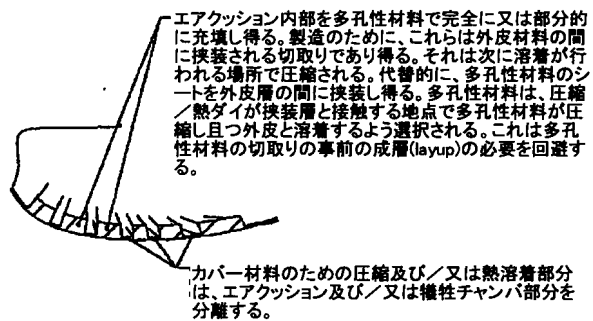 エアクッション内部を多孔性材料で完全に又は部分的
に充填し得る。製造のために、これらは外皮材料の間
に挟装される切取りであり得る。それは次に溶着が行
われる場所で圧縮される。代替的に、多孔性材料のシ
ートを外皮層の間に挟装し得る。多孔性材料は、圧縮
／熱ダイが挟装層と接触する地点で多孔性材料が圧
縮し且つ外皮と溶着するよう選択される。これは多孔
性材料の切取りの事前の成層(layup)の必要を回避す
る。
カバー材料のための圧縮及び／又は熱溶着部分
は、エアクッション及び／又は犠牲チャンバ部分を
分離する。